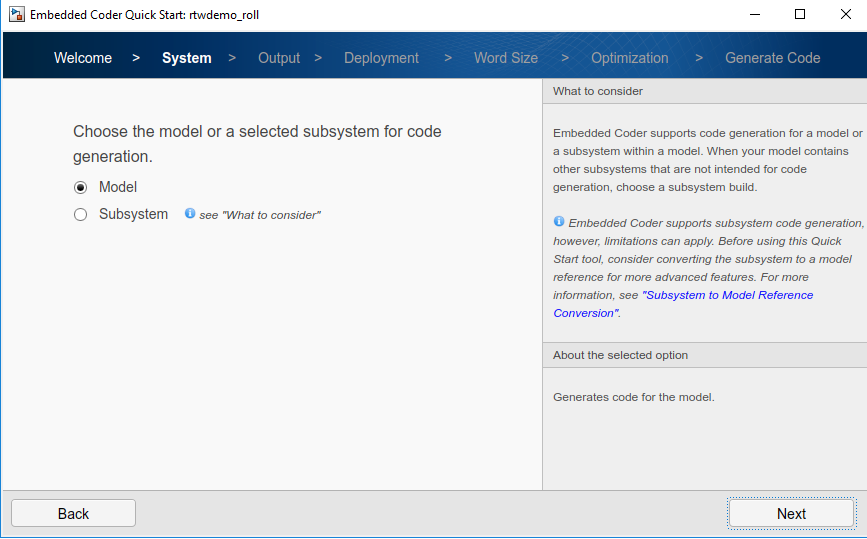 Embedded Coder Quick Start: rtwdemo_roll
Welcome > System > Output > Deployment > Word Size > Optimization > Generate Code
Choose the model or a selected subsystem for code
generation.
Model
Subsystem see "What to consider"
What to consider
Embedded Coder supports code generation for a model or
a subsystem within a model. When your model contains
other subsystems that are not intended for code
generation, choose a subsystem build.
Embedded Coder supports subsystem code generation,
however, limitations can apply. Before using this Quick
Start tool, consider converting the subsystem to a model
reference for more advanced features. For more
information, see "Subsystem to Model Reference
Conversion".
About the selected option
Generates code for the model.
Back
Next